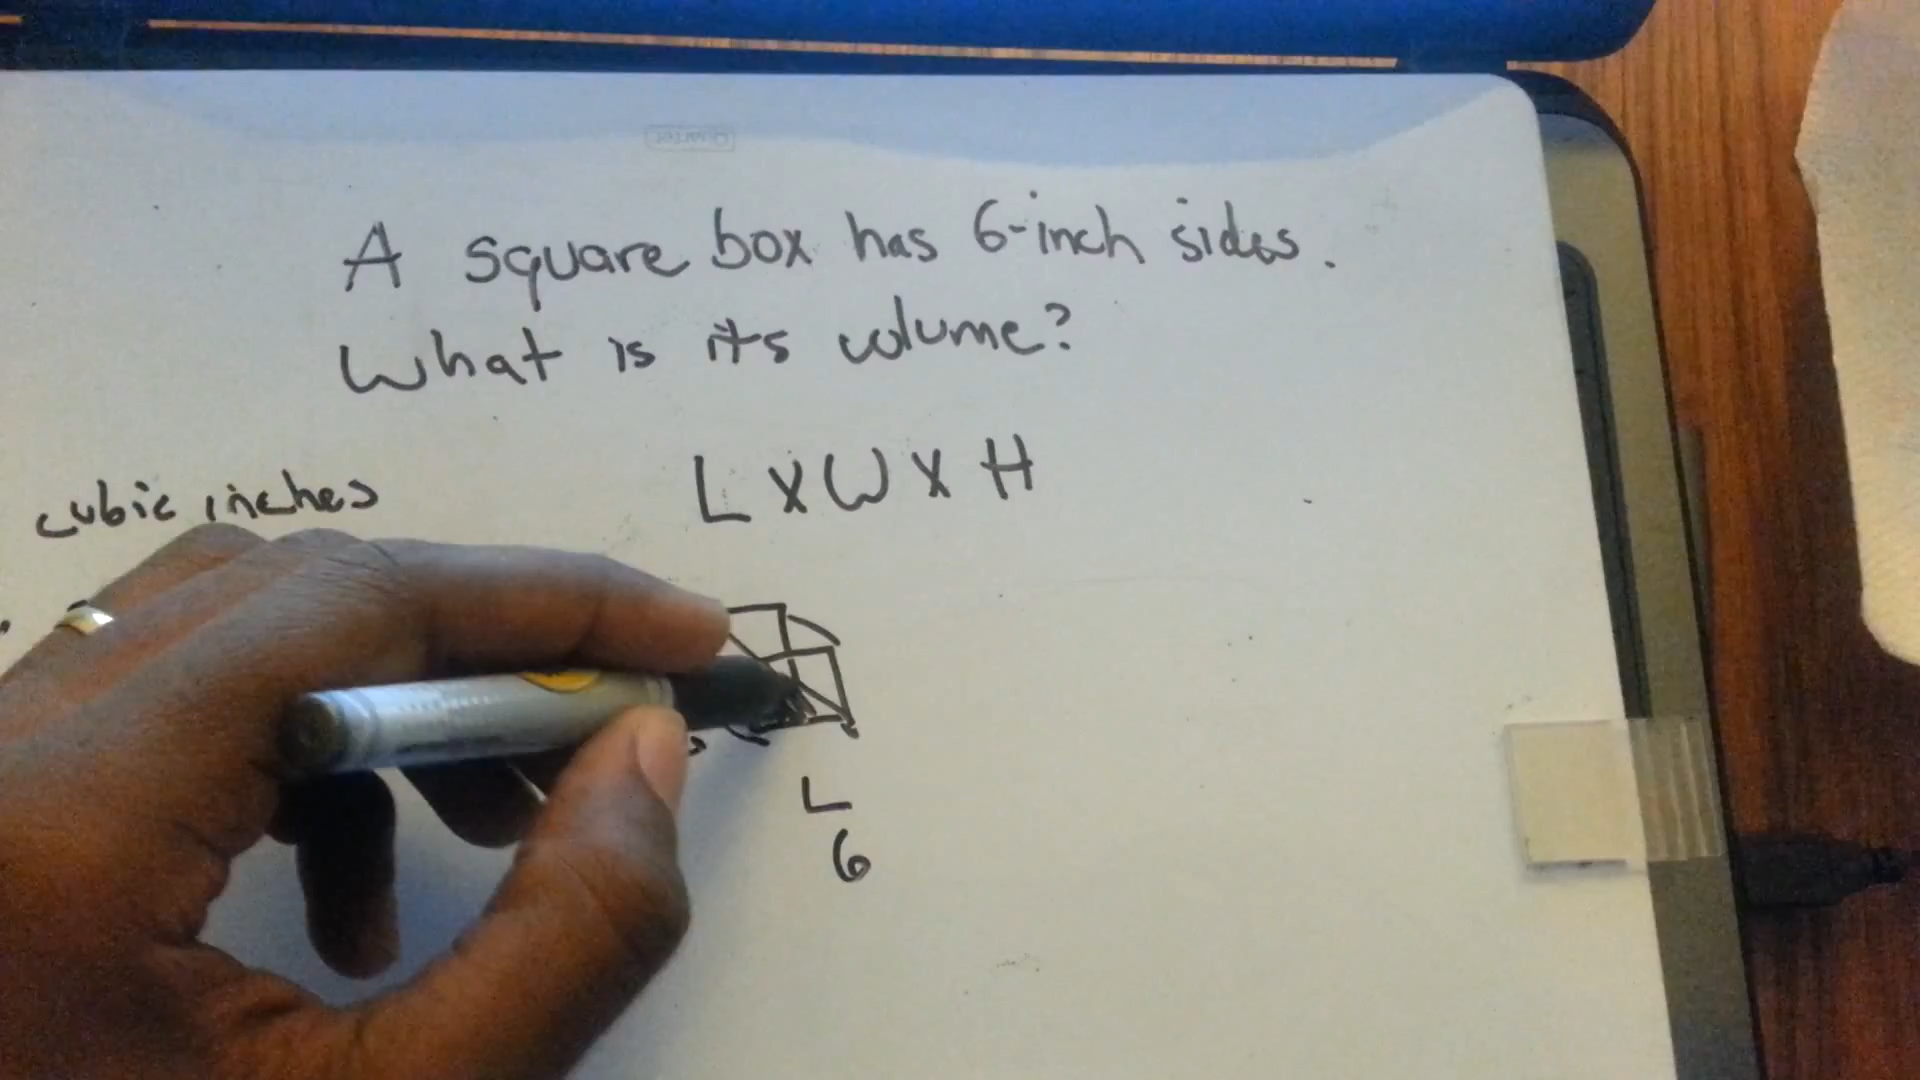 A square box has 6-inch sides.
What is its volume?
L x W x H
cubic inches
L
6